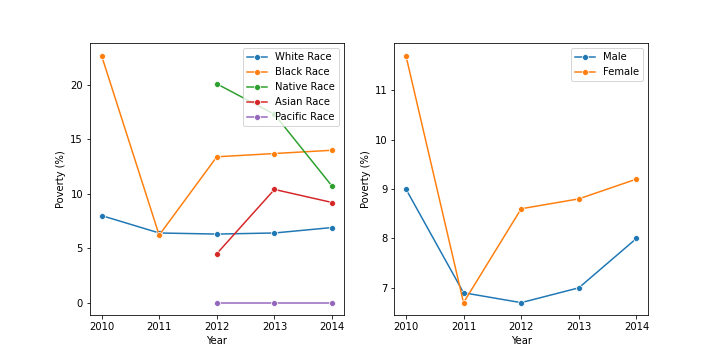 White Race
Black Race
Native Race
Asian Race
Pacific Race
20
15
10
5
0
Poverty (%)
2010 2011 2012 2013 2014
Year
Male
Female
11
10
9
8
7
Poverty (%)
2010 2011 2012 2013 2014
Year